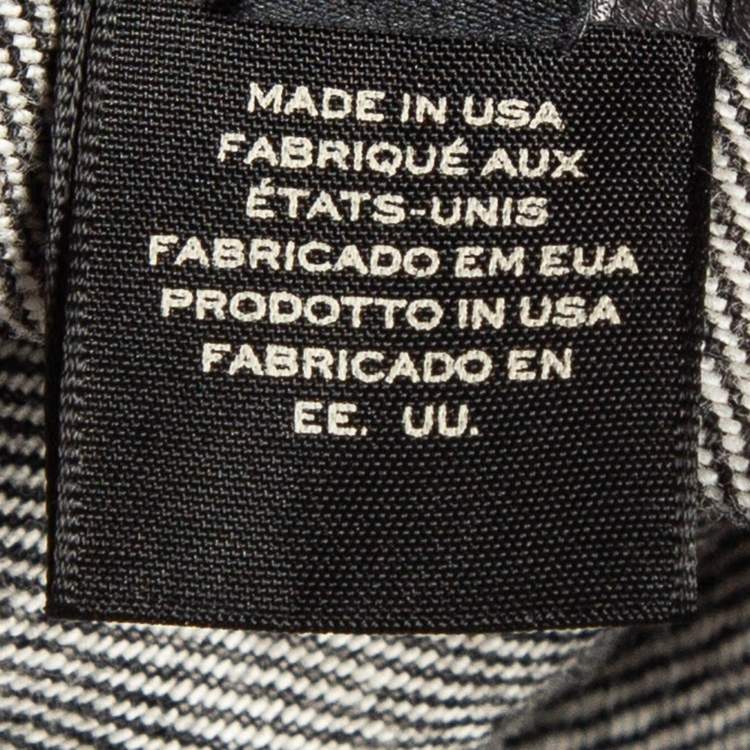 MADE IN USA
FABRIQUÉ AUX
ÉTATS-UNIS
FABRICADO EM EUA
PRODOTTO IN USA
FABRICADO EN
EE. UU.